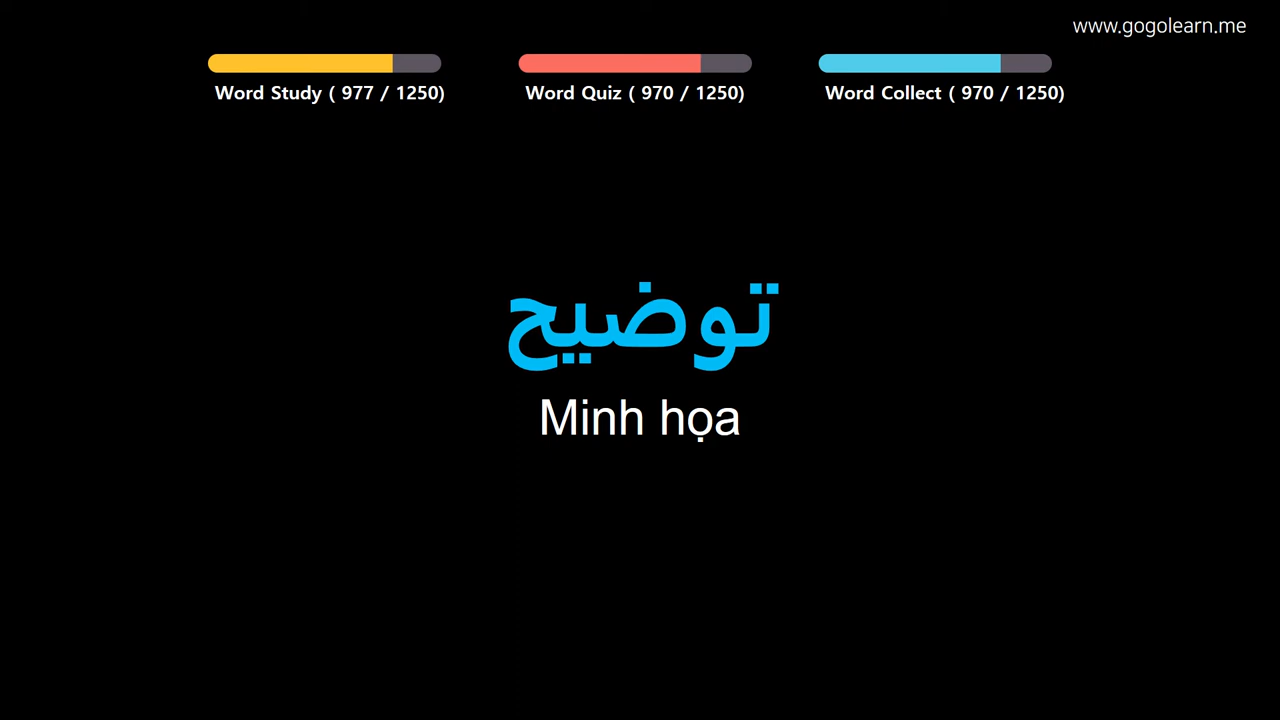 www.gogolearn.me
Word Study ( 977 / 1250)
Word Quiz ( 970 / 1250)
Word Collect ( 970 / 1250)
توضيح
Minh họa